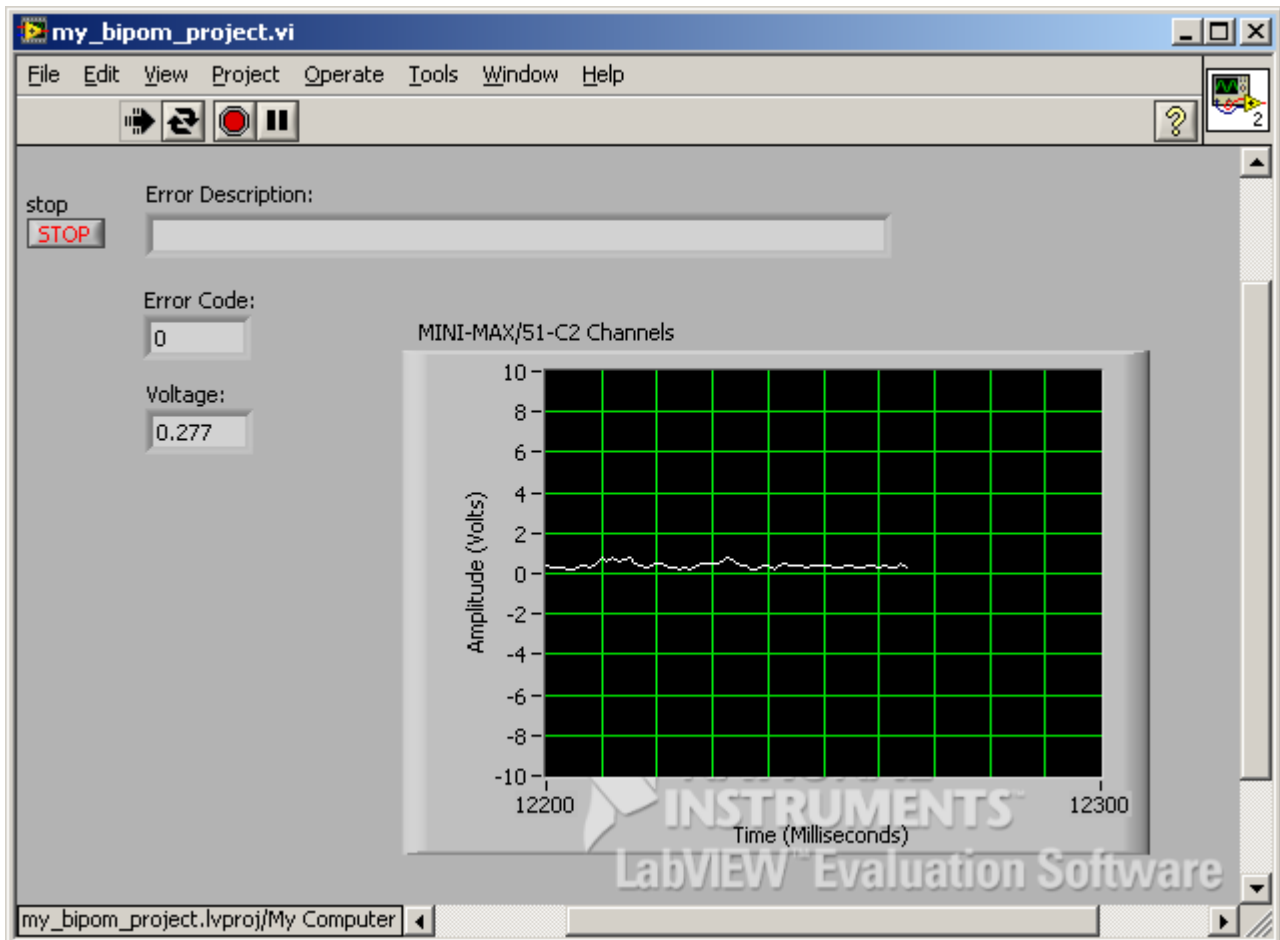 my_bipom_project.vi
File Edit View Project Operate Tools Window Help
2
stop
STOP
Error Description:
Error Code:
0
Voltage:
0.277
MINI-MAX/51-C2 Channels
10
8
6
4
2
0
-2
-4
-6
-8
-10
Amplitude (Volts)
12200
12300
Time (Milliseconds)
INSTRUMENTS
LabVIEW™ Evaluation Software
my_bipom_project.lvproj/My Computer